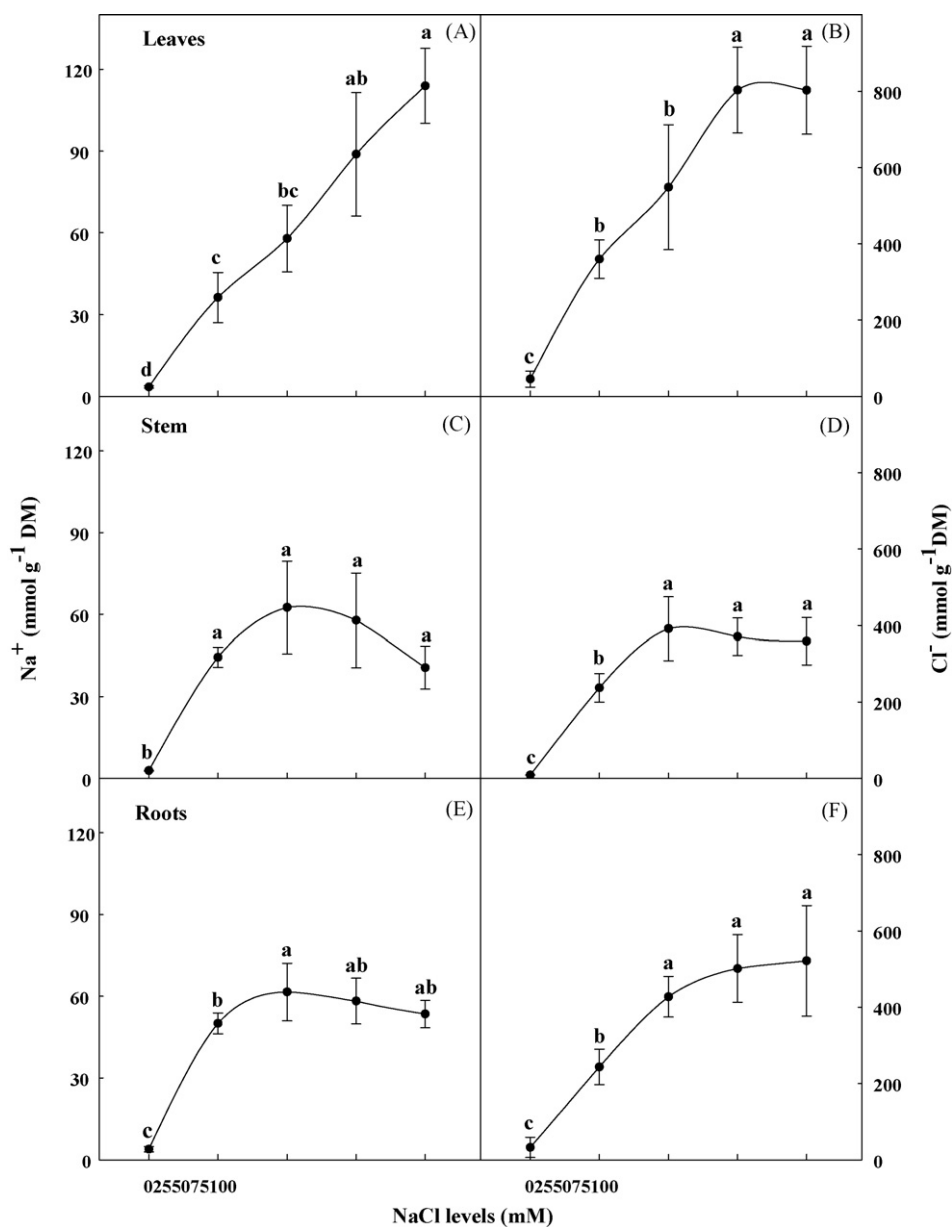 Leaves (A) (B)
a a a
120 ab 800
90 b 600
bc
60 b 400
c
30 200
d c
0 0
Stem (C) (D)
120 800
90 600
a a a a a
60 400
a a
b
30 200
b c
0 0
Na+ (mmol g-1 DM)
Cl- (mmol g-1DM)
Roots (E) (F)
120 800
90 a 600
a ab ab a a
60 b 400
b
30 200
c c
0 0
0255075100 0255075100
NaCl levels (mM)